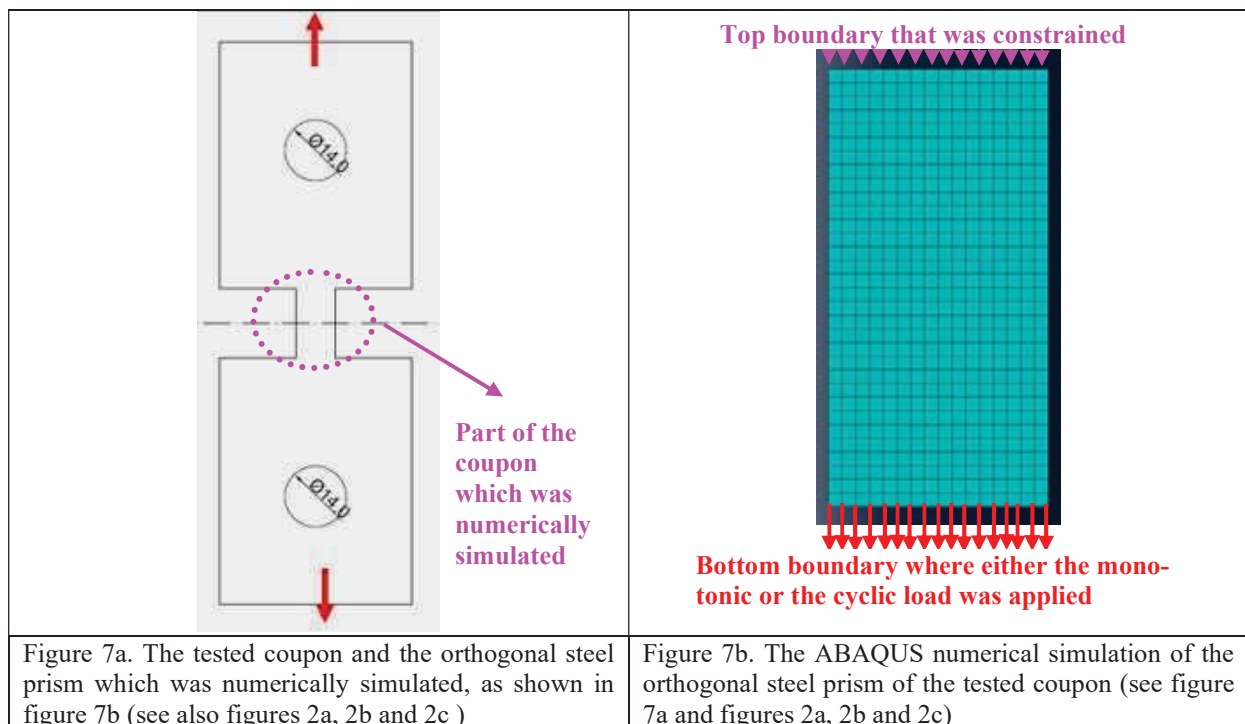 Ø14.0
Part of the
coupon
which was
numerically
simulated
Ø14.0
Figure 7a. The tested coupon and the orthogonal steel
prism which was numerically simulated, as shown in
figure 7b (see also figures 2a, 2b and 2c )
Top boundary that was constrained
Bottom boundary where either the mono-
tonic or the cyclic load was applied
Figure 7b. The ABAQUS numerical simulation of the
orthogonal steel prism of the tested coupon (see figure
7a and figures 2a, 2b and 2c)